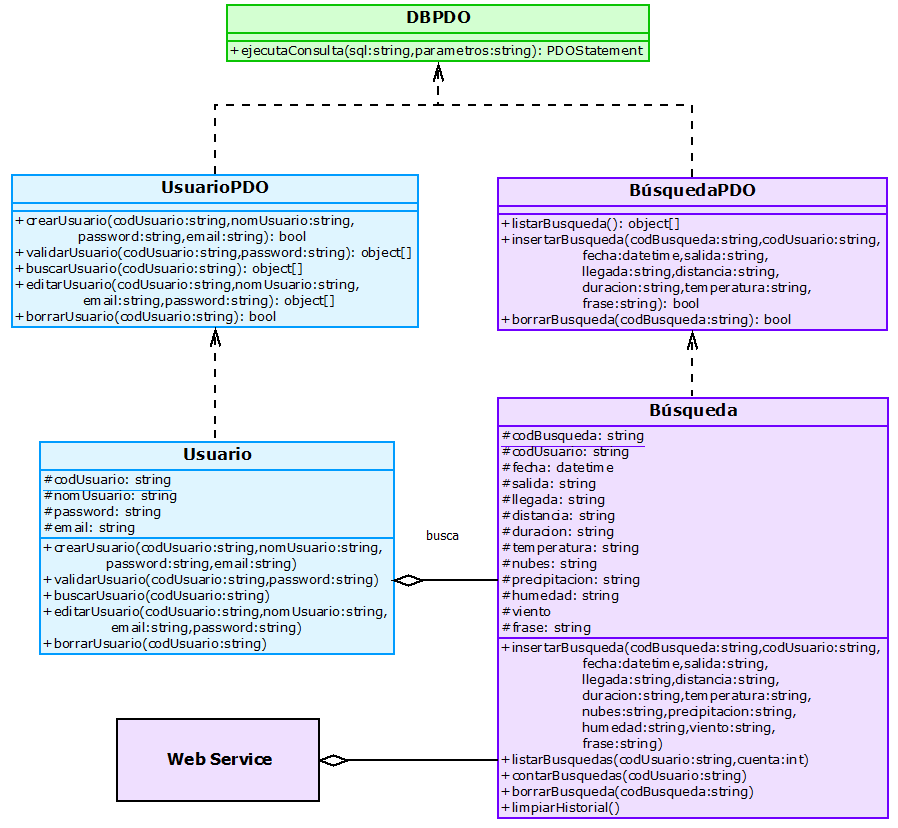 DBPDO
+ejecutaConsulta(sql:string,parametros:string): PDOStatement
UsuarioPDO
+crearUsuario(codUsuario:string,nomUsuario:string,
password:string,email:string): bool
+validarUsuario(codUsuario:string,password:string): object[]
+buscarUsuario(codUsuario:string): object[]
+editarUsuario(codUsuario:string,nomUsuario:string,
email:string,password:string): object[]
+borrarUsuario(codUsuario:string): bool
BúsquedaPDO
+listarBusqueda(): object[]
+insertarBusqueda(codBusqueda:string,codUsuario:string,
fecha:datetime,salida:string,
llegada:string,distancia:string,
duracion:string,temperatura:string,
frase:string): bool
+borrarBusqueda(codBusqueda:string): bool
Usuario
#codUsuario: string
#nomUsuario: string
#password: string
#email: string
+crearUsuario(codUsuario:string,nomUsuario:string,
password:string,email:string)
+validarUsuario(codUsuario:string,password:string)
+buscarUsuario(codUsuario:string)
+editarUsuario(codUsuario:string,nomUsuario:string,
email:string,password:string)
+borrarUsuario(codUsuario:string)
busca
Búsqueda
#codBusqueda: string
#codUsuario: string
#fecha: datetime
#salida: string
#llegada: string
#distancia: string
#duracion: string
#temperatura: string
#nubes: string
#precipitacion: string
#humedad: string
#viento
#frase: string
+insertarBusqueda(codBusqueda:string,codUsuario:string,
fecha:datetime,salida:string,
llegada:string,distancia:string,
duracion:string,temperatura:string,
nubes:string,precipitacion:string,
humedad:string,viento:string,
frase:string)
+listarBusquedas(codUsuario:string,cuenta:int)
+contarBusquedas(codUsuario:string)
+borrarBusqueda(codBusqueda:string)
+limpiarHistorial()
Web Service